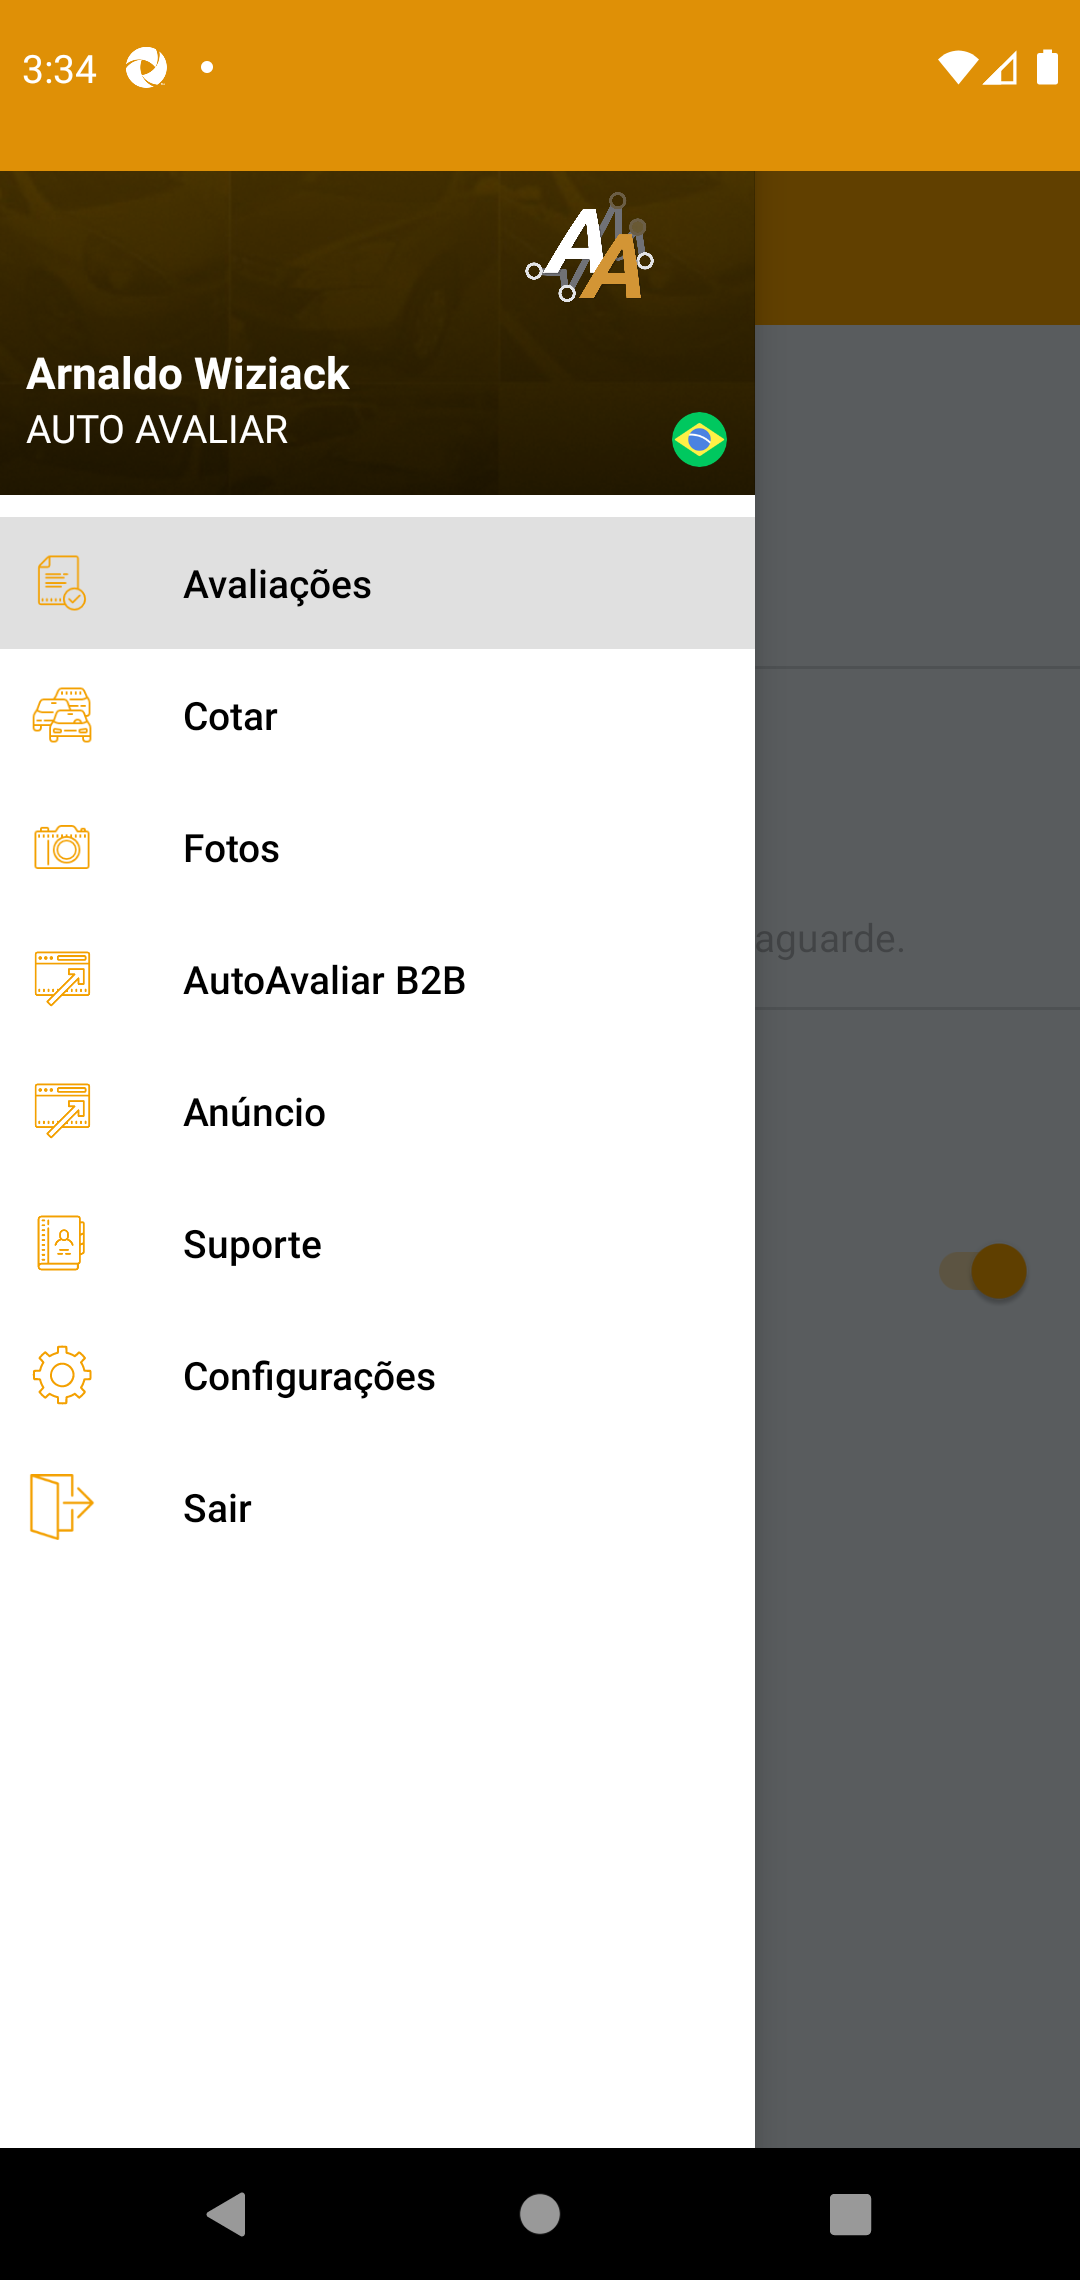 3:34
AA
Arnaldo Wiziack
AUTO AVALIAR
Avaliações
Cotar
Fotos
aguarde.
AutoAvaliar B2B
Anúncio
Suporte
Configurações
Sair